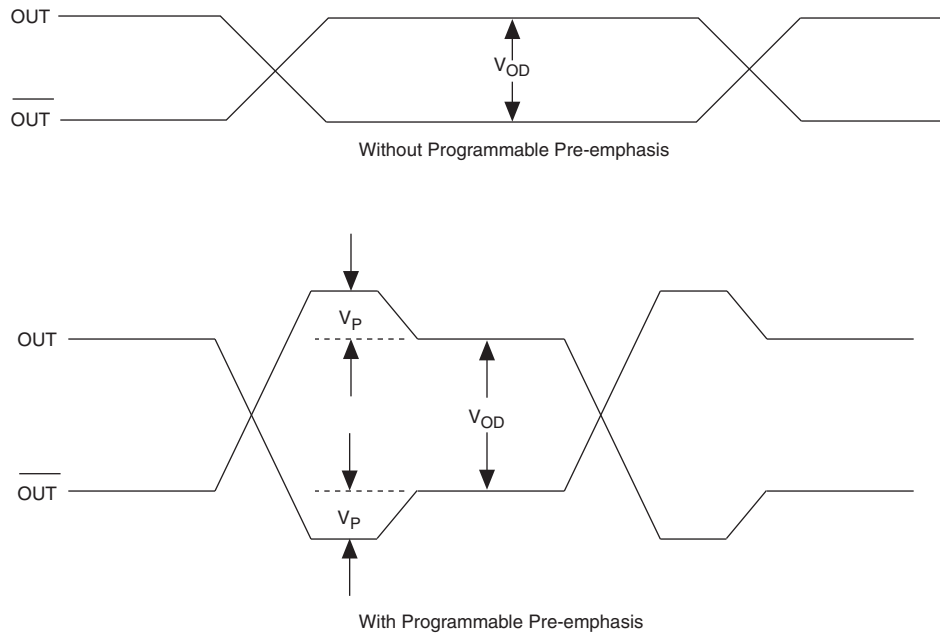 OUT
V_OD
OUT
Without Programmable Pre-emphasis
V_P
OUT
V_OD
OUT
V_P
With Programmable Pre-emphasis